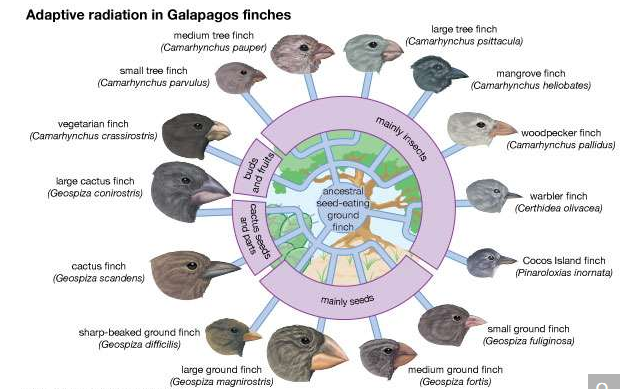 Adaptive radiation in Galapagos finches
medium tree finch
(Camarhynchus pauper)
large tree finch
(Camarhynchus psittacula)
small tree finch
(Camarhynchus parvulus)
mangrove finch
(Camarhynchus heliobates)
vegetarian finch
(Camarhynchus crassirostris)
woodpecker finch
(Camarhynchus pallidus)
large cactus finch
(Geospiza conirostris)
warbler finch
(Certhidea olivacea)
cactus finch
(Geospiza scandens)
Cocos Island finch
(Pinaroloxias inornata)
sharp-beaked ground finch
(Geospiza difficilis)
small ground finch
(Geospiza fuliginosa)
large ground finch
(Geospiza magnirostris)
medium ground finch
(Geospiza fortis)
mainly insects
buds
and fruits
cactus seeds
and parts
mainly seeds
ancestral
seed-eating
ground
finch